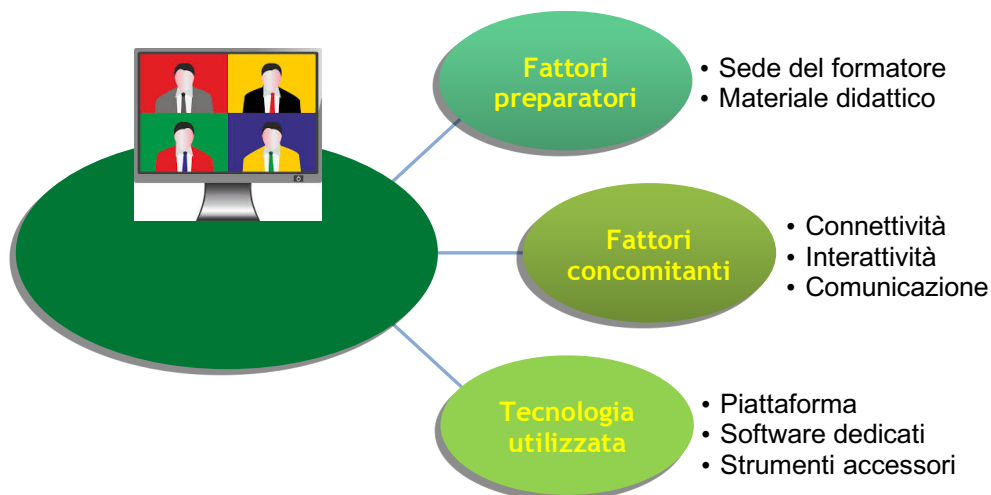 Fattori
preparatori
• Sede del formatore
• Materiale didattico
Fattori
concomitanti
• Connettività
• Interattività
• Comunicazione
Tecnologia
utilizzata
• Piattaforma
• Software dedicati
• Strumenti accessori